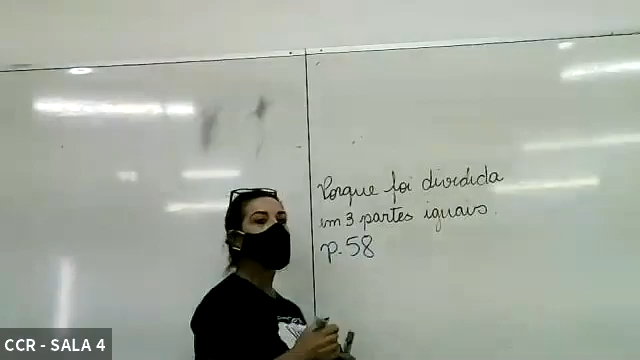 Porque foi dividida
em 3 partes iguais.
p. 58
CCR - SALA 4